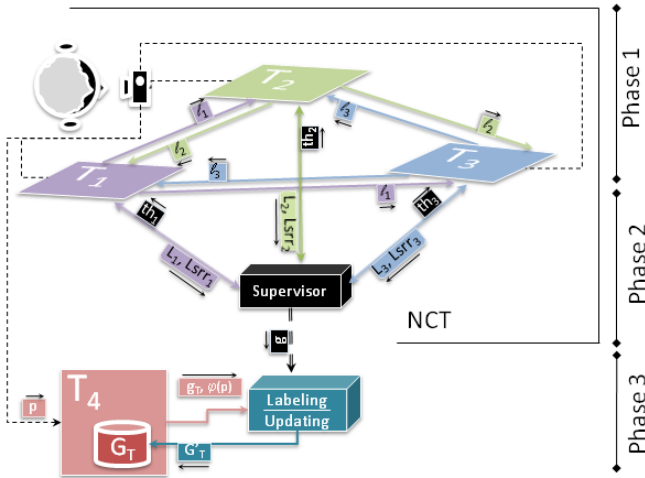 Phase 1
T2
l1
l3
l2
th2
l2
T1
l3
T3
l1
th1
th3
L2, Lsrr2
L1, Lsrr1
L3, Lsrr3
Phase 2
Supervisor
NCT
g
p
T4
gT, φ(p)
Labeling
Updating
GT
G'T
Phase 3